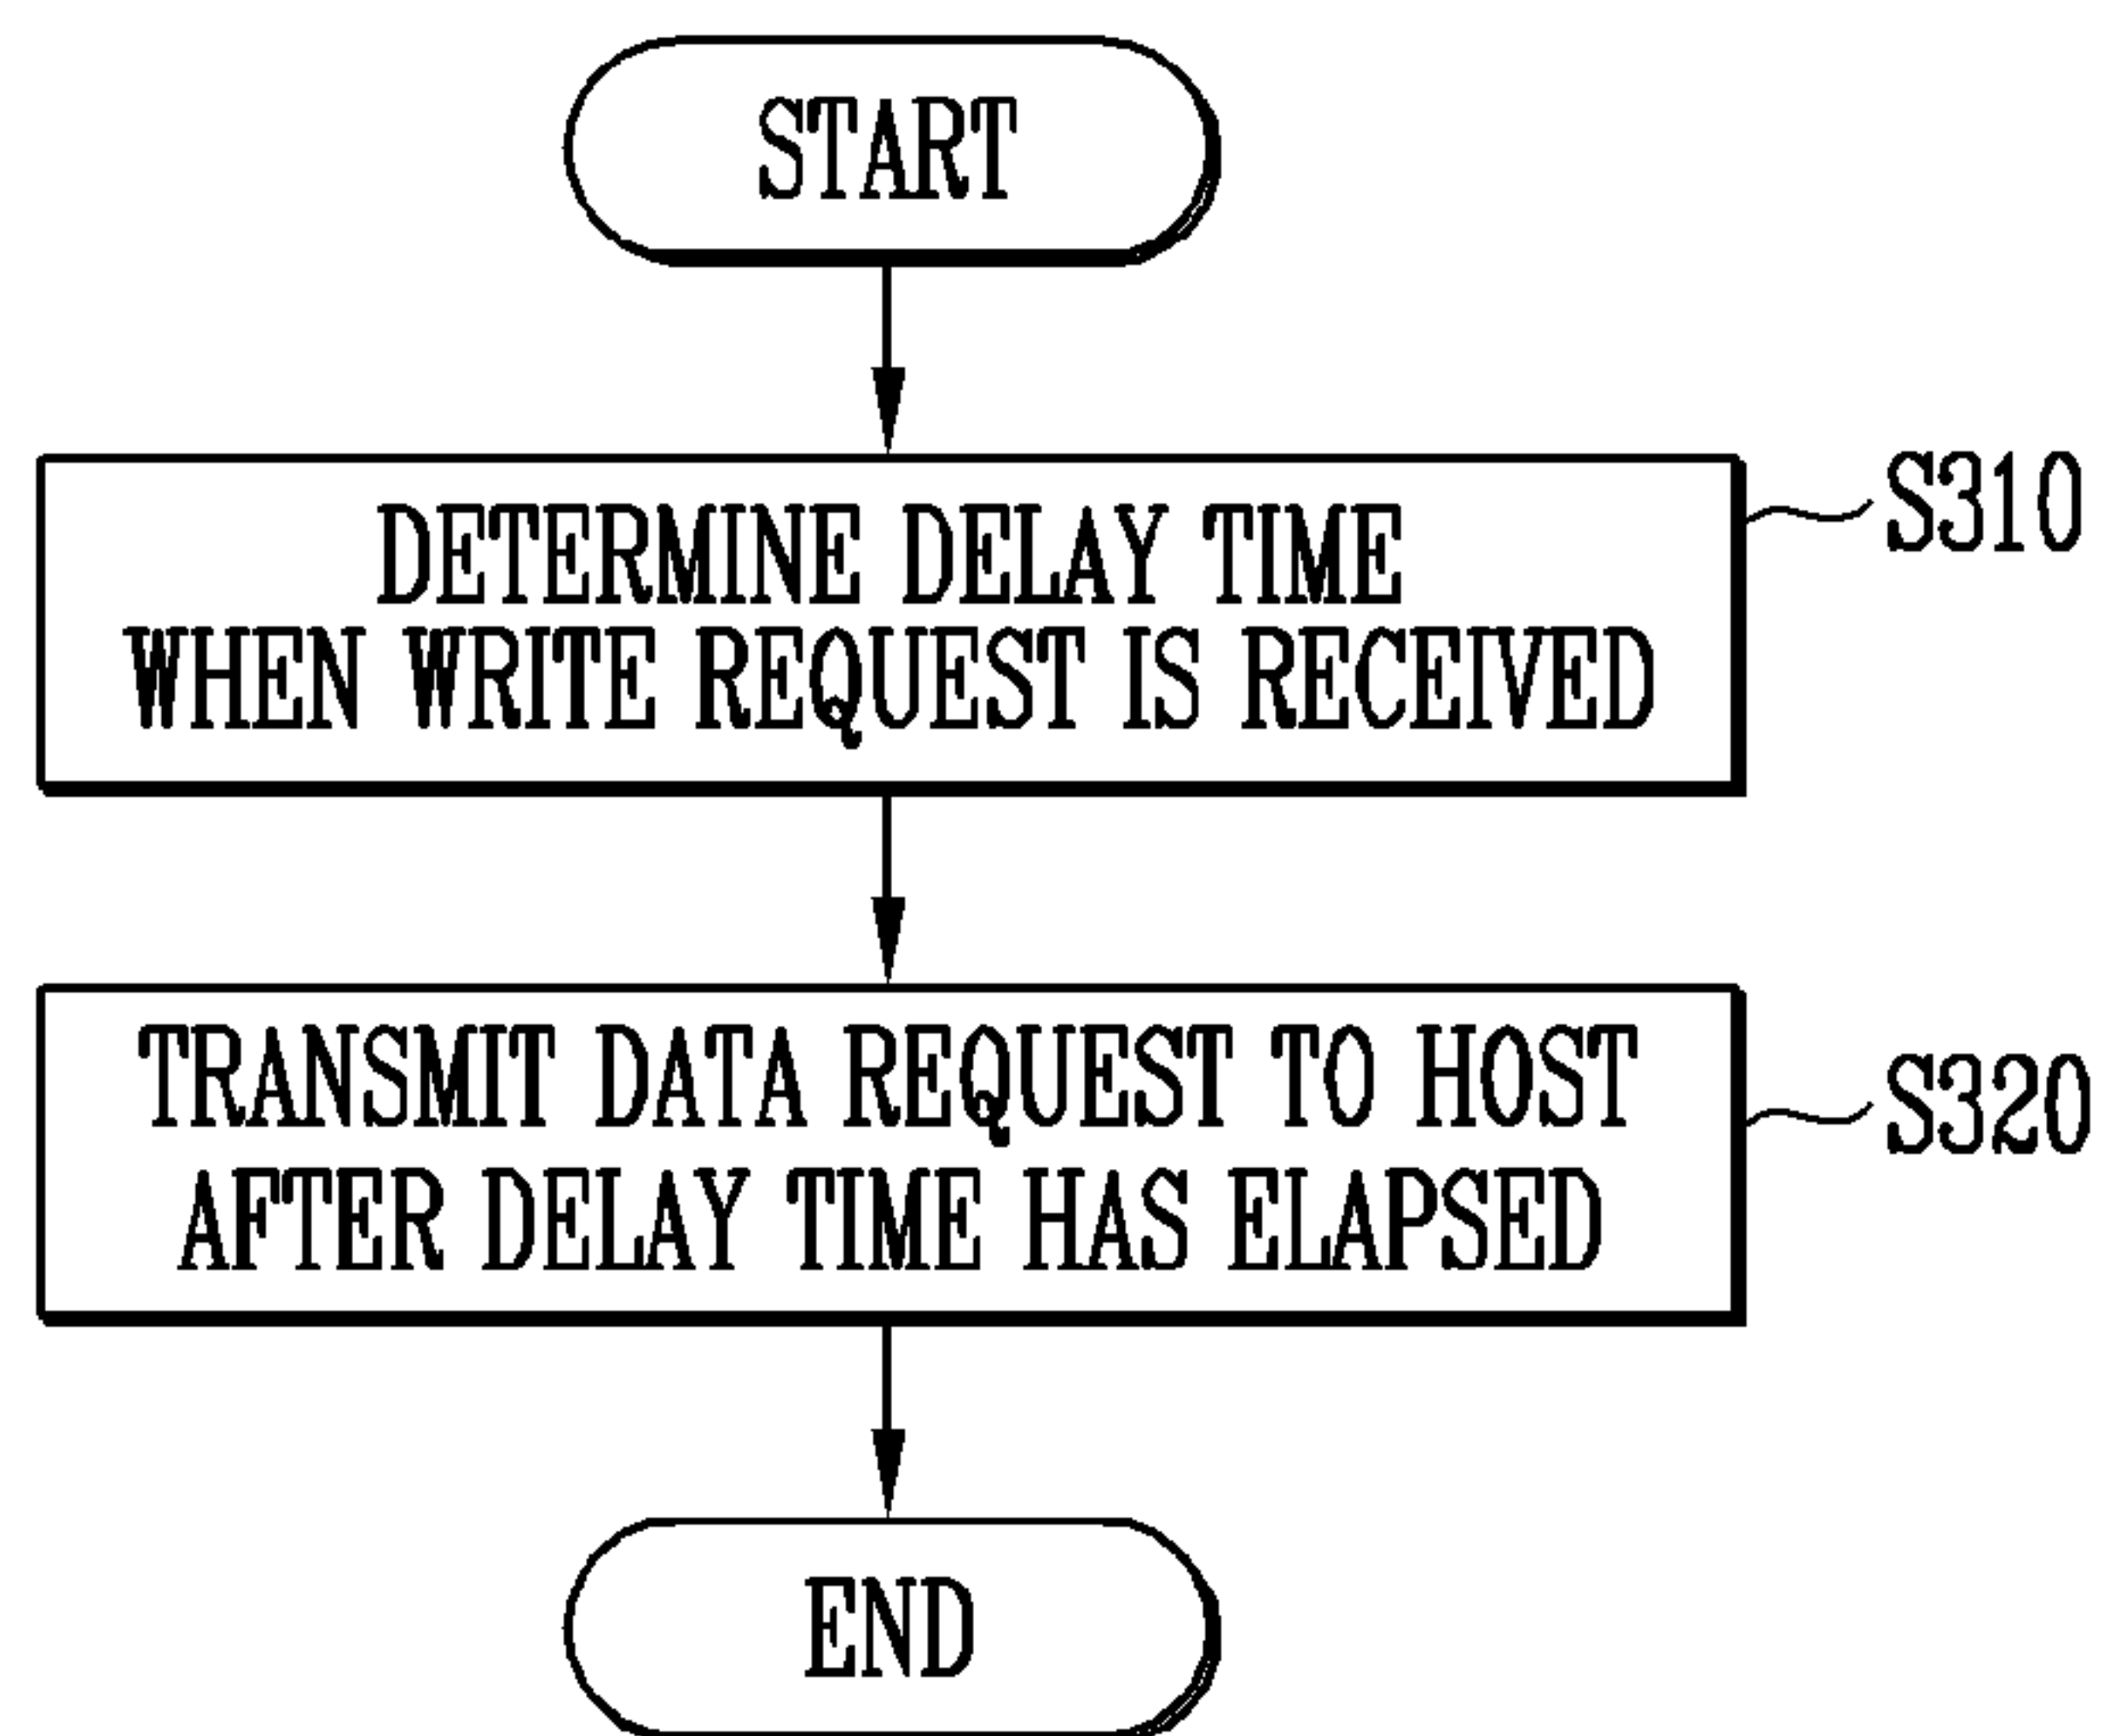 START
DETERMINE DELAY TIME
WHEN WRITE REQUEST IS RECEIVED
S310
TRANSMIT DATA REQUEST TO HOST
AFTER DELAY TIME HAS ELAPSED
S320
END